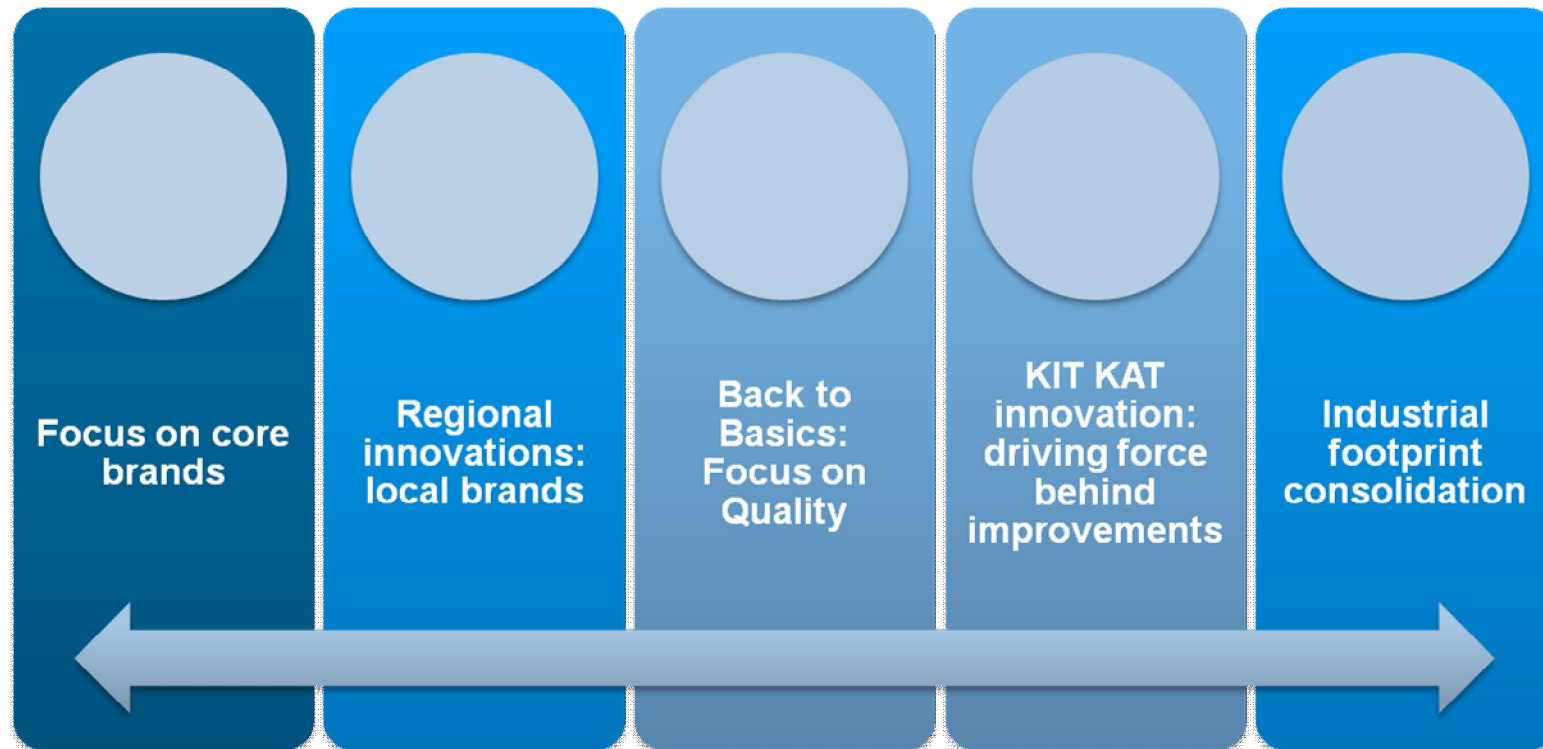 Focus on core
brands
Regional
innovations:
local brands
Back to
Basics:
Focus on
Quality
KIT KAT
innovation:
driving force
behind
improvements
Industrial
footprint
consolidation